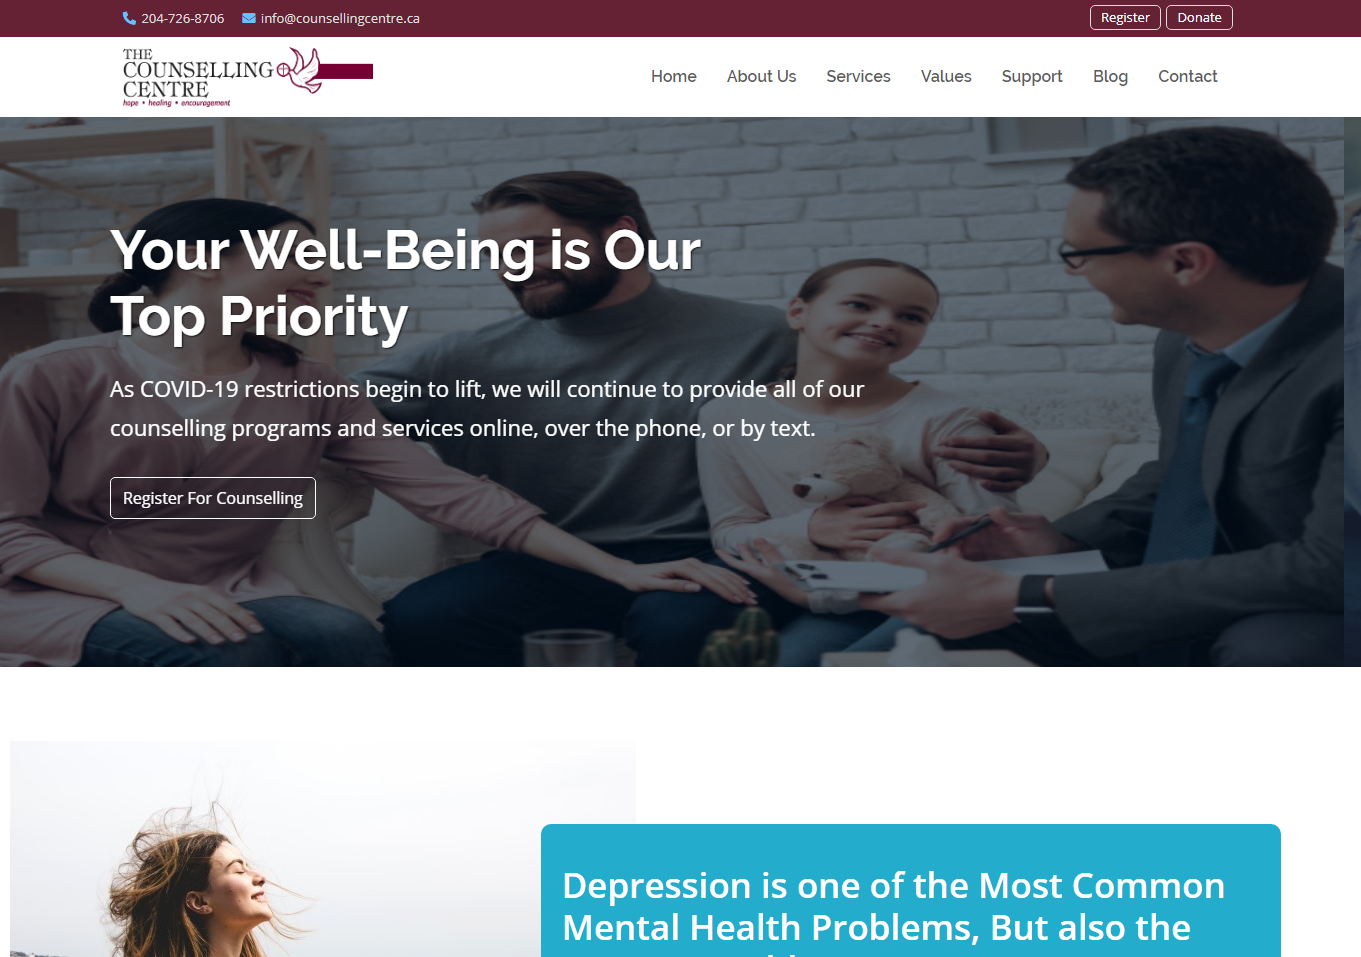 204-726-8706 info@counsellingcentre.ca Register Donate
THE
COUNSELLING
CENTRE
hope • healing • encouragement
Home About Us Services Values Support Blog Contact
Your Well-Being is Our
Top Priority
As COVID-19 restrictions begin to lift, we will continue to provide all of our
counselling programs and services online, over the phone, or by text.
Register For Counselling
Depression is one of the Most Common
Mental Health Problems, But also the